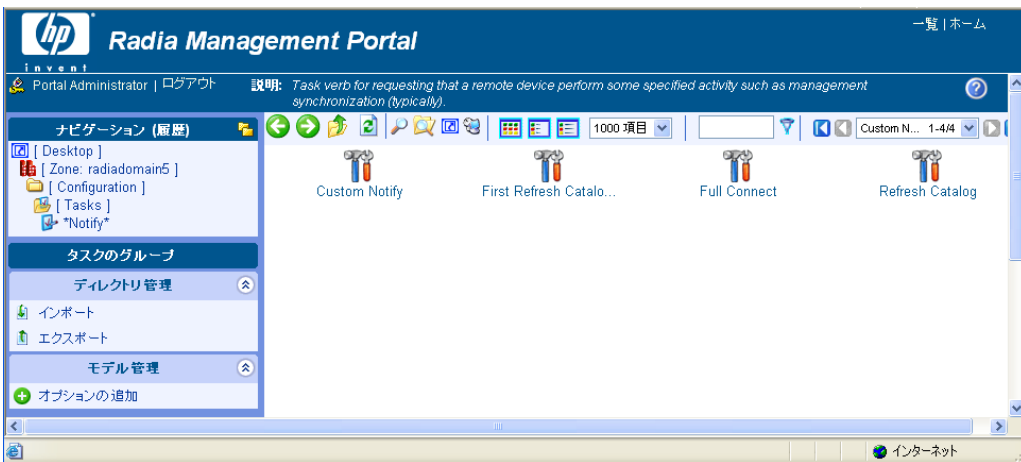 hp
invent
Radia Management Portal
一覧 | ホーム
Portal Administrator | ログアウト
説明: Task verb for requesting that a remote device perform some specified activity such as management
synchronization (typically).
ナビゲーション (履歴)
1000 項目
Custom N... 1-4/4
[ Desktop ]
[ Zone: radiadomain5 ]
[ Configuration ]
[ Tasks ]
*Notify*
Custom Notify
First Refresh Catalo...
Full Connect
Refresh Catalog
タスクのグループ
ディレクトリ管理
インポート
エクスポート
モデル管理
オプションの追加
インターネット